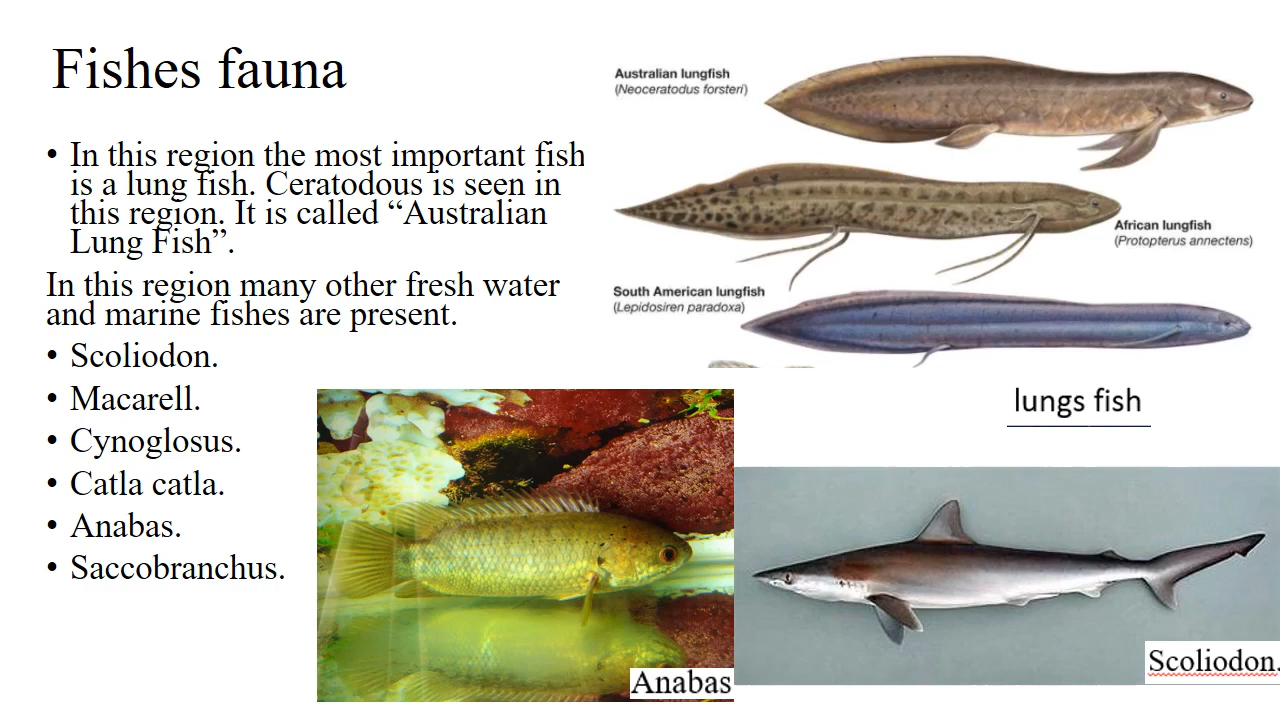 Fishes fauna
• In this region the most important fish
is a lung fish. Ceratodous is seen in
this region. It is called “Australian
Lung Fish”.
In this region many other fresh water
and marine fishes are present.
• Scoliodon.
• Macarell.
• Cynoglosus.
• Catla catla.
• Anabas.
• Saccobranchus.
Australian lungfish
(Neoceratodus forsteri)
African lungfish
(Protopterus annectens)
South American lungfish
(Lepidosiren paradoxa)
lungs fish
Anabas
Scoliodon.